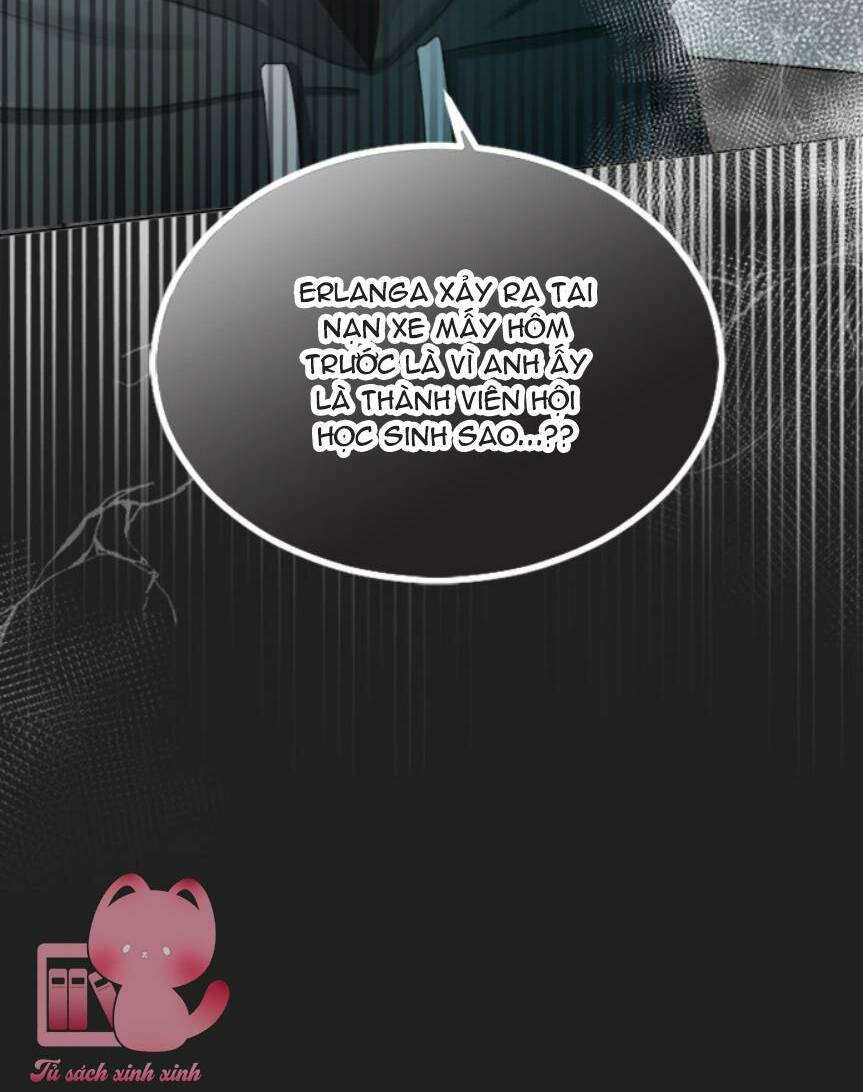 ERLANGA XẢY RA TAI
NẠN XE MẤY HÔM
TRƯỚC LÀ VÌ ANH ẤY
LÀ THÀNH VIÊN HỘI
HỌC SINH SAO...??
Tủ sách xinh xinh